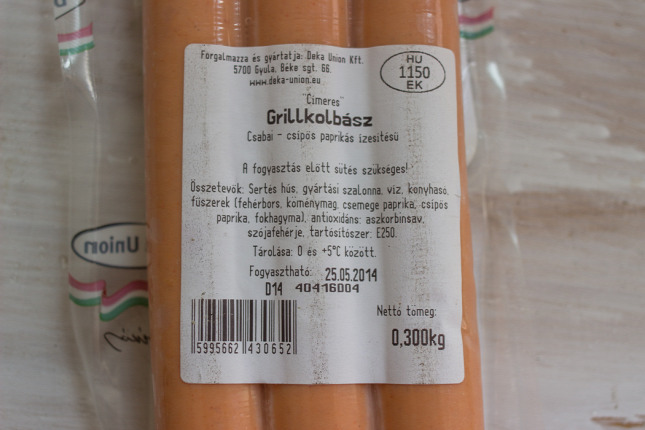 Forgalmazza és gyártatja: Deka Union Kft.
5700 Gyula, Béke sgt. 66.
www.deka-union.eu
HU
1150
EK
"Címeres"
Grillkolbász
Csabai - csípős paprikás ízesítésű
A fogyasztás előtt sütés szükséges!
Összetevők: Sertés hús, gyártási szalonna, víz, konyhasó,
fűszerek (fehérbors, köménymag, csemege paprika, csípős
paprika, fokhagyma), antioxidáns: aszkorbinsav,
szójafehérje, tartósítószer: E250.
Tárolása: 0 és +5°C között.
Fogyasztható: 25.05.2014
D14 40416004
Nettó tömeg:
0,300kg
5995662 430652
Union